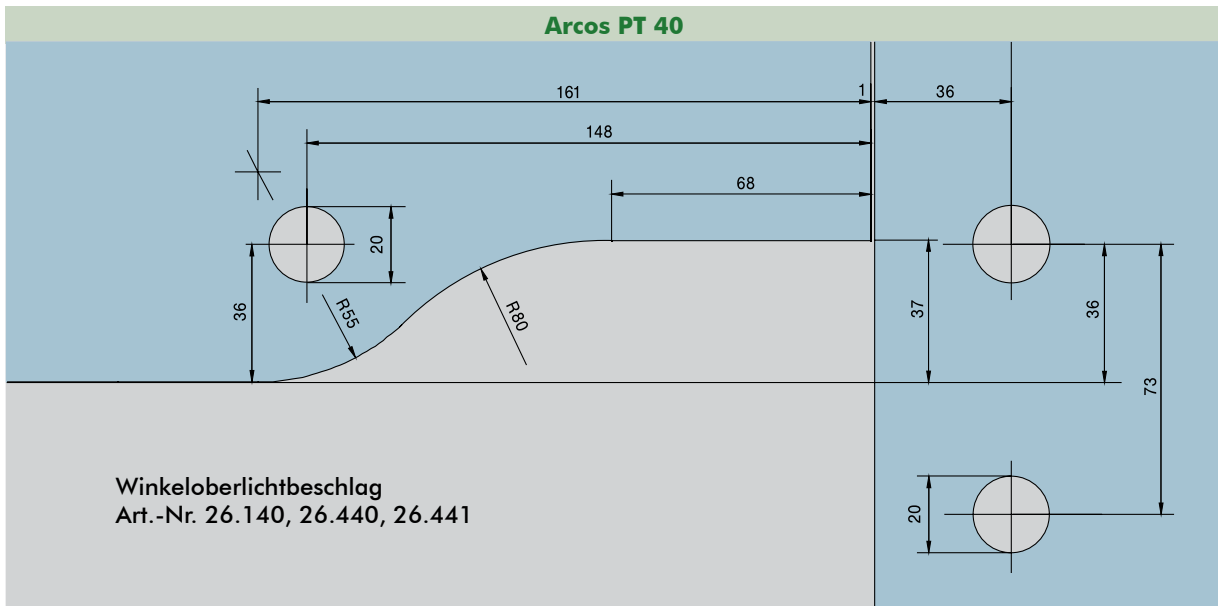 Arcos PT 40
161
1
36
148
68
20
36
R55
R80
37
36
73
20
Winkeloberlichtbeschlag
Art.-Nr. 26.140, 26.440, 26.441